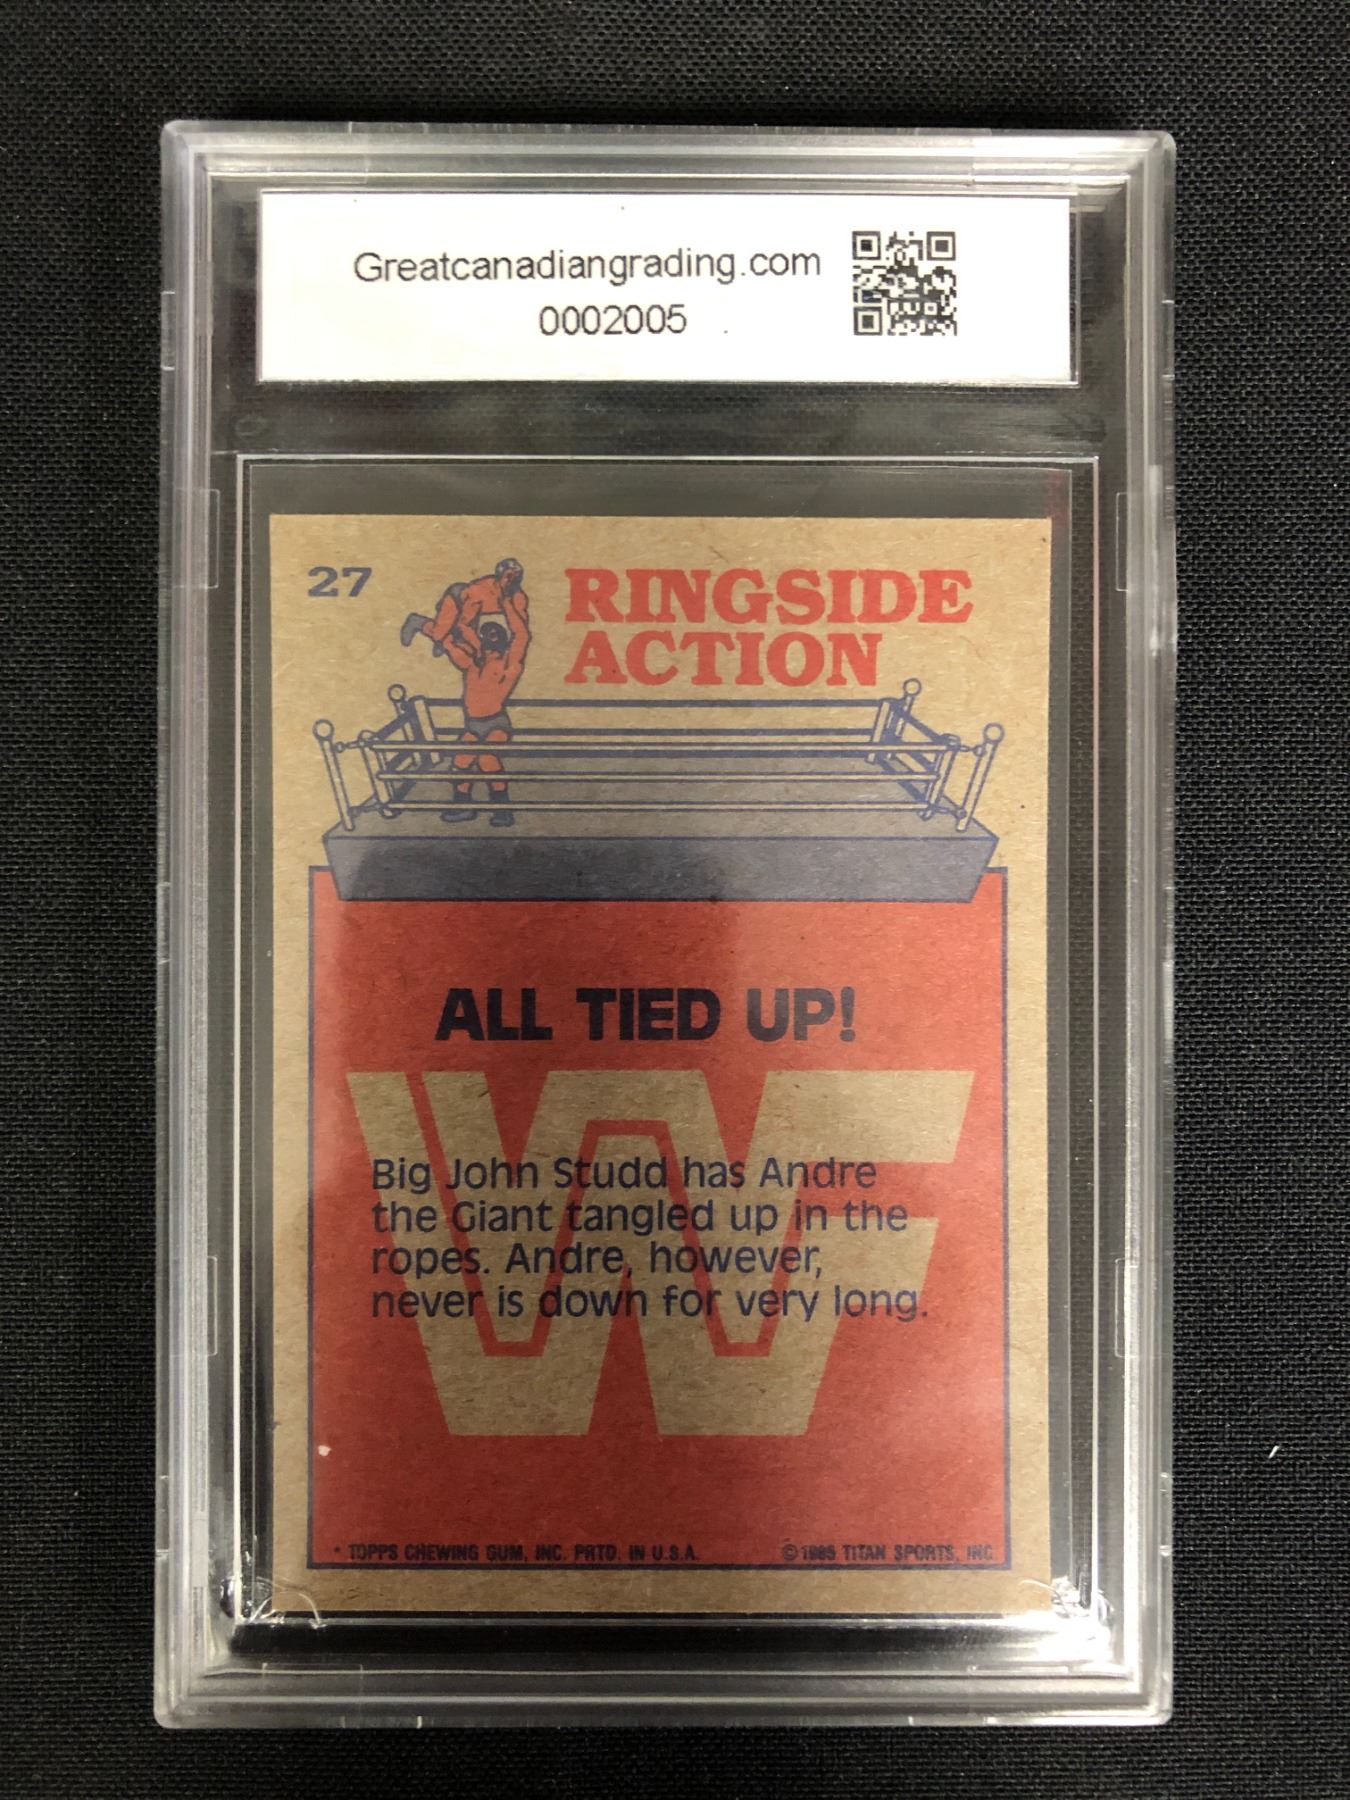 Greatcanadiangrading.com
0002005
27
RINGSIDE
ACTION
ALL TIED UP!
WF
Big John Studd has Andre
the Giant tangled up in the
ropes. Andre, however,
never is down for very long.
* TOPPS CHEWING GUM, INC. PRTD. IN U.S.A. © 1985 TITAN SPORTS, INC.